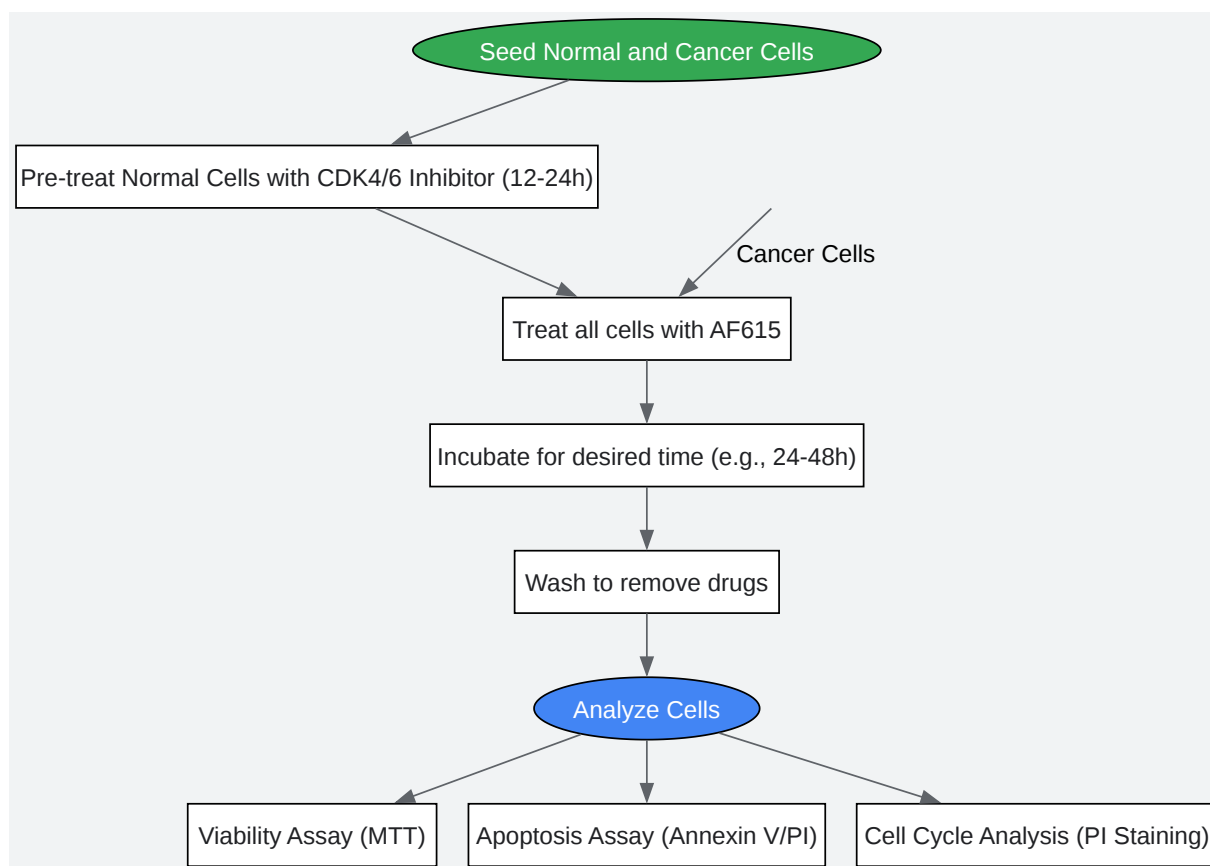 Seed Normal and Cancer Cells
Pre-treat Normal Cells with CDK4/6 Inhibitor (12-24h)
Cancer Cells
Treat all cells with AF615
Incubate for desired time (e.g., 24-48h)
Wash to remove drugs
Analyze Cells
Viability Assay (MTT)
Apoptosis Assay (Annexin V/PI)
Cell Cycle Analysis (PI Staining)